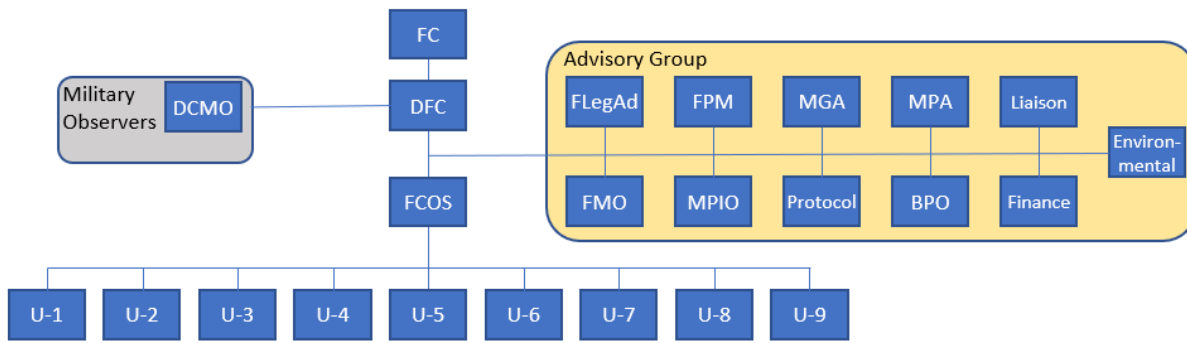 FC
Military
Observers
DCMO
DFC
Advisory Group
FLegAd
FPM
MGA
MPA
Liaison
Environ-
mental
FCOS
FMO
MPIO
Protocol
BPO
Finance
U-1
U-2
U-3
U-4
U-5
U-6
U-7
U-8
U-9